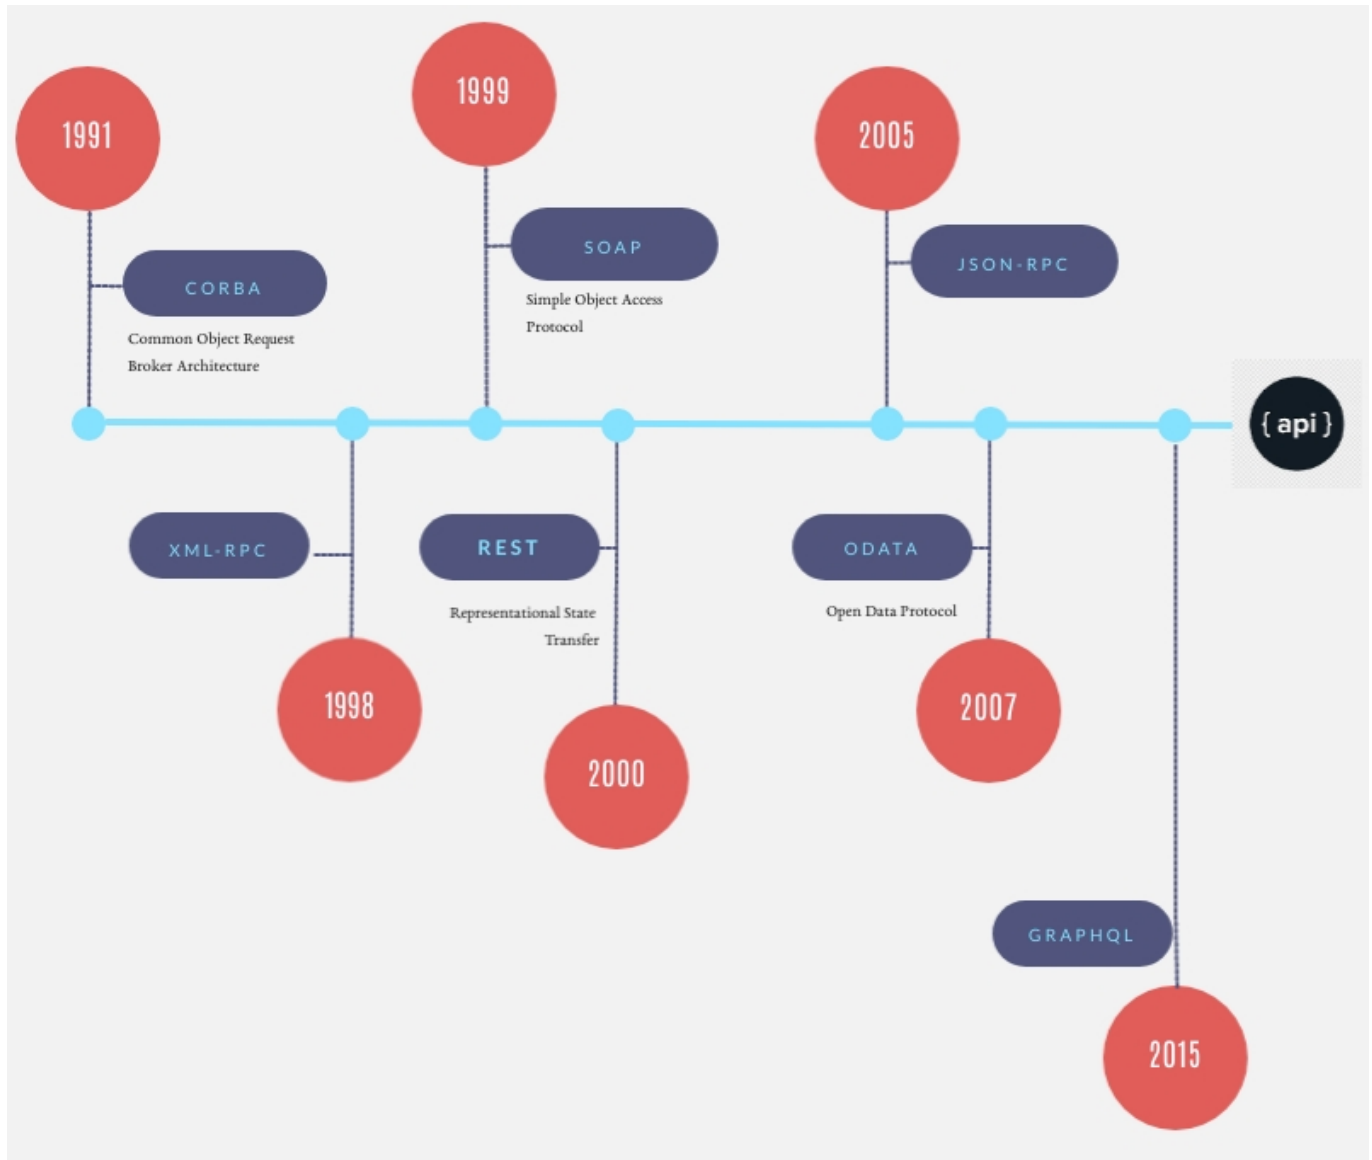 1991
CORBA
Common Object Request
Broker Architecture
1998
XML-RPC
1999
SOAP
Simple Object Access
Protocol
2000
REST
Representational State
Transfer
2005
JSON-RPC
2007
ODATA
Open Data Protocol
2015
GRAPHQL
{ api }